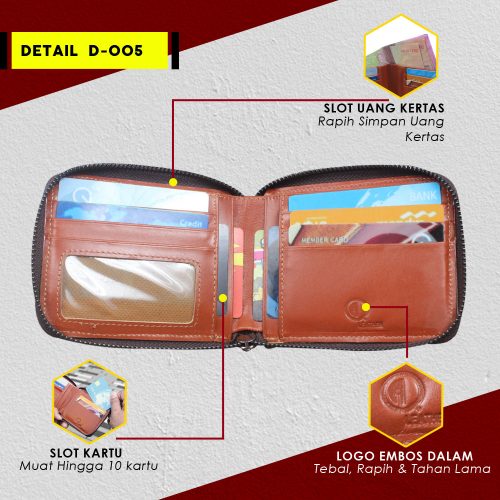 DETAIL D-005
SLOT UANG KERTAS
Rapih Simpan Uang
Kertas
BANK
Credit
MEMBER CARD
SLOT KARTU
Muat Hingga 10 kartu
LOGO EMBOS DALAM
Tebal, Rapih & Tahan Lama